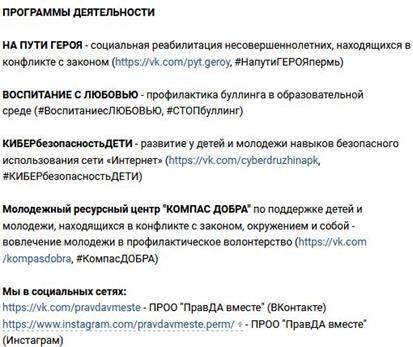 ПРОГРАММЫ ДЕЯТЕЛЬНОСТИ
НА ПУТИ ГЕРОЯ - социальная реабилитация несовершеннолетних, находящихся в
конфликте с законом (https://vk.com/pyt.geroy, #НапутиГЕРОЯпермь)
ВОСПИТАНИЕ С ЛЮБОВЬЮ - профилактика буллинга в образовательной
среде (#ВоспитаниесЛЮБОВЬЮ, #СТОПбуллинг)
КИБЕРбезопасностьДЕТИ - развитие у детей и молодежи навыков безопасного
использования сети «Интернет» (https://vk.com/cyberdruzhinapk,
#КИБЕРбезопасностьДЕТИ)
Молодежный ресурсный центр "КОМПАС ДОБРА" по поддержке детей и
молодежи, находящихся в конфликте с законом, окружением и собой -
вовлечение молодежи в профилактическое волонтерство (https://vk.com
/kompasdobra, #КомпасДОБРА)
Мы в социальных сетях:
https://vk.com/pravdavmeste - ПРОО "ПравДА вместе" (ВКонтакте)
https://www.instagram.com/pravdavmeste.perm/ - ПРОО "ПравДА вместе"
(Инстаграм)